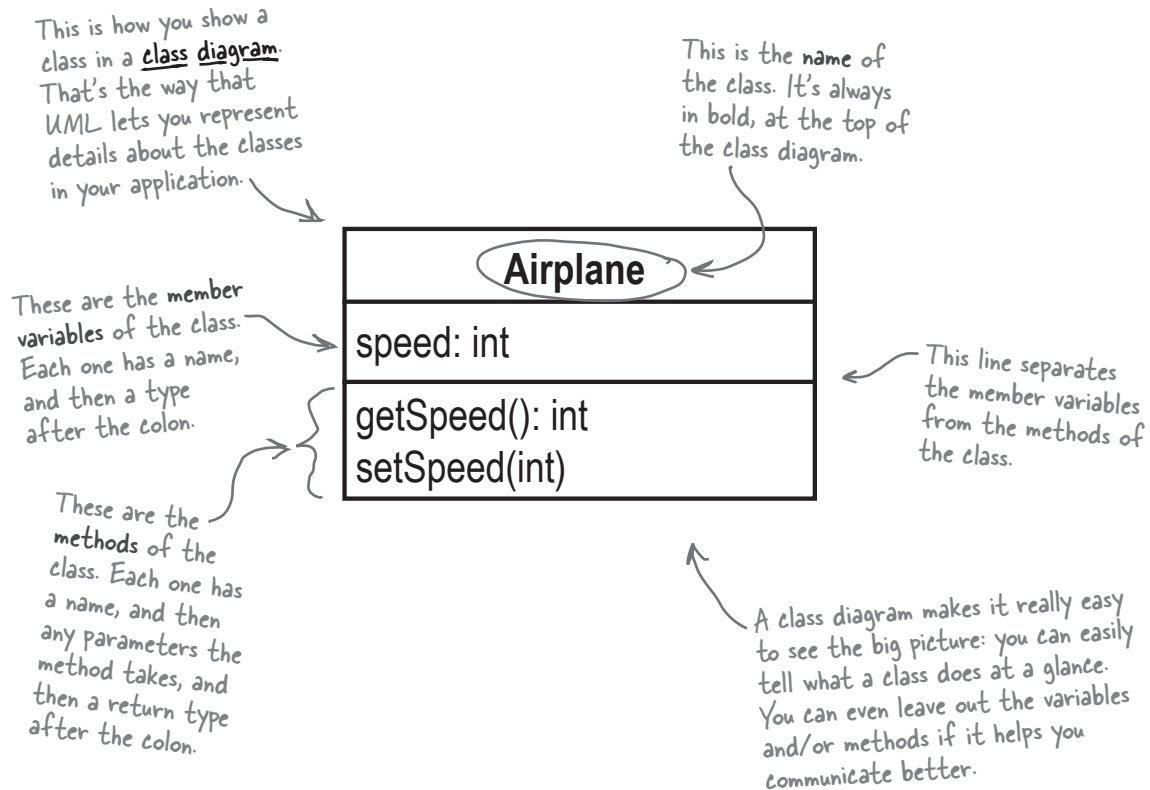 This is how you show a
class in a class diagram.
That's the way that
UML lets you represent
details about the classes
in your application.
This is the name of
the class. It's always
in bold, at the top of
the class diagram.
Airplane
These are the member
variables of the class.
Each one has a name,
and then a type
after the colon.
speed: int
This line separates
the member variables
from the methods of
the class.
getSpeed(): int
setSpeed(int)
These are the
methods of the
class. Each one has
a name, and then
any parameters the
method takes, and
then a return type
after the colon.
A class diagram makes it really easy
to see the big picture: you can easily
tell what a class does at a glance.
You can even leave out the variables
and/or methods if it helps you
communicate better.